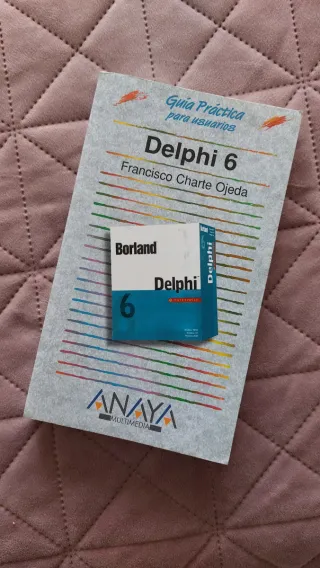 Guía Práctica
para usuarios
Delphi 6
Francisco Charte Ojeda
Borland
Delphi
6
Delphi
ANAYA
MULTIMEDIA